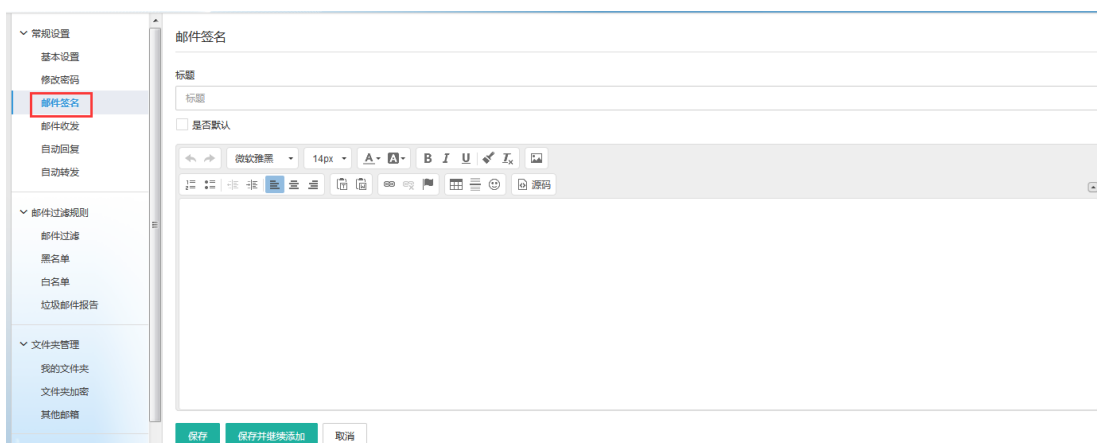 常规设置
基本设置
修改密码
邮件签名
邮件收发
自动回复
自动转发
邮件过滤规则
邮件过滤
黑名单
白名单
垃圾邮件报告
文件夹管理
我的文件夹
文件夹加密
其他邮箱
邮件签名
标题
标题
是否默认
微软雅黑 14px A A B I U Tx
源码
保存 保存并继续添加 取消